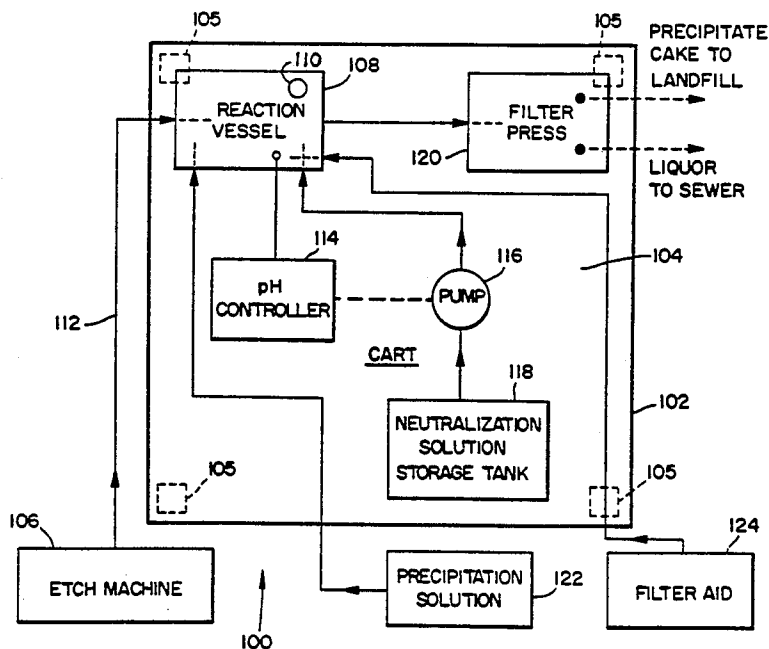 105
110
108
REACTION
VESSEL
105
FILTER
PRESS
120
PRECIPITATE
CAKE TO
LANDFILL
LIQUOR
TO SEWER
114
pH
CONTROLLER
116
PUMP
104
112
CART
118
NEUTRALIZATION
SOLUTION
STORAGE TANK
102
105
105
106
ETCH MACHINE
100
PRECIPITATION
SOLUTION
122
124
FILTER AID